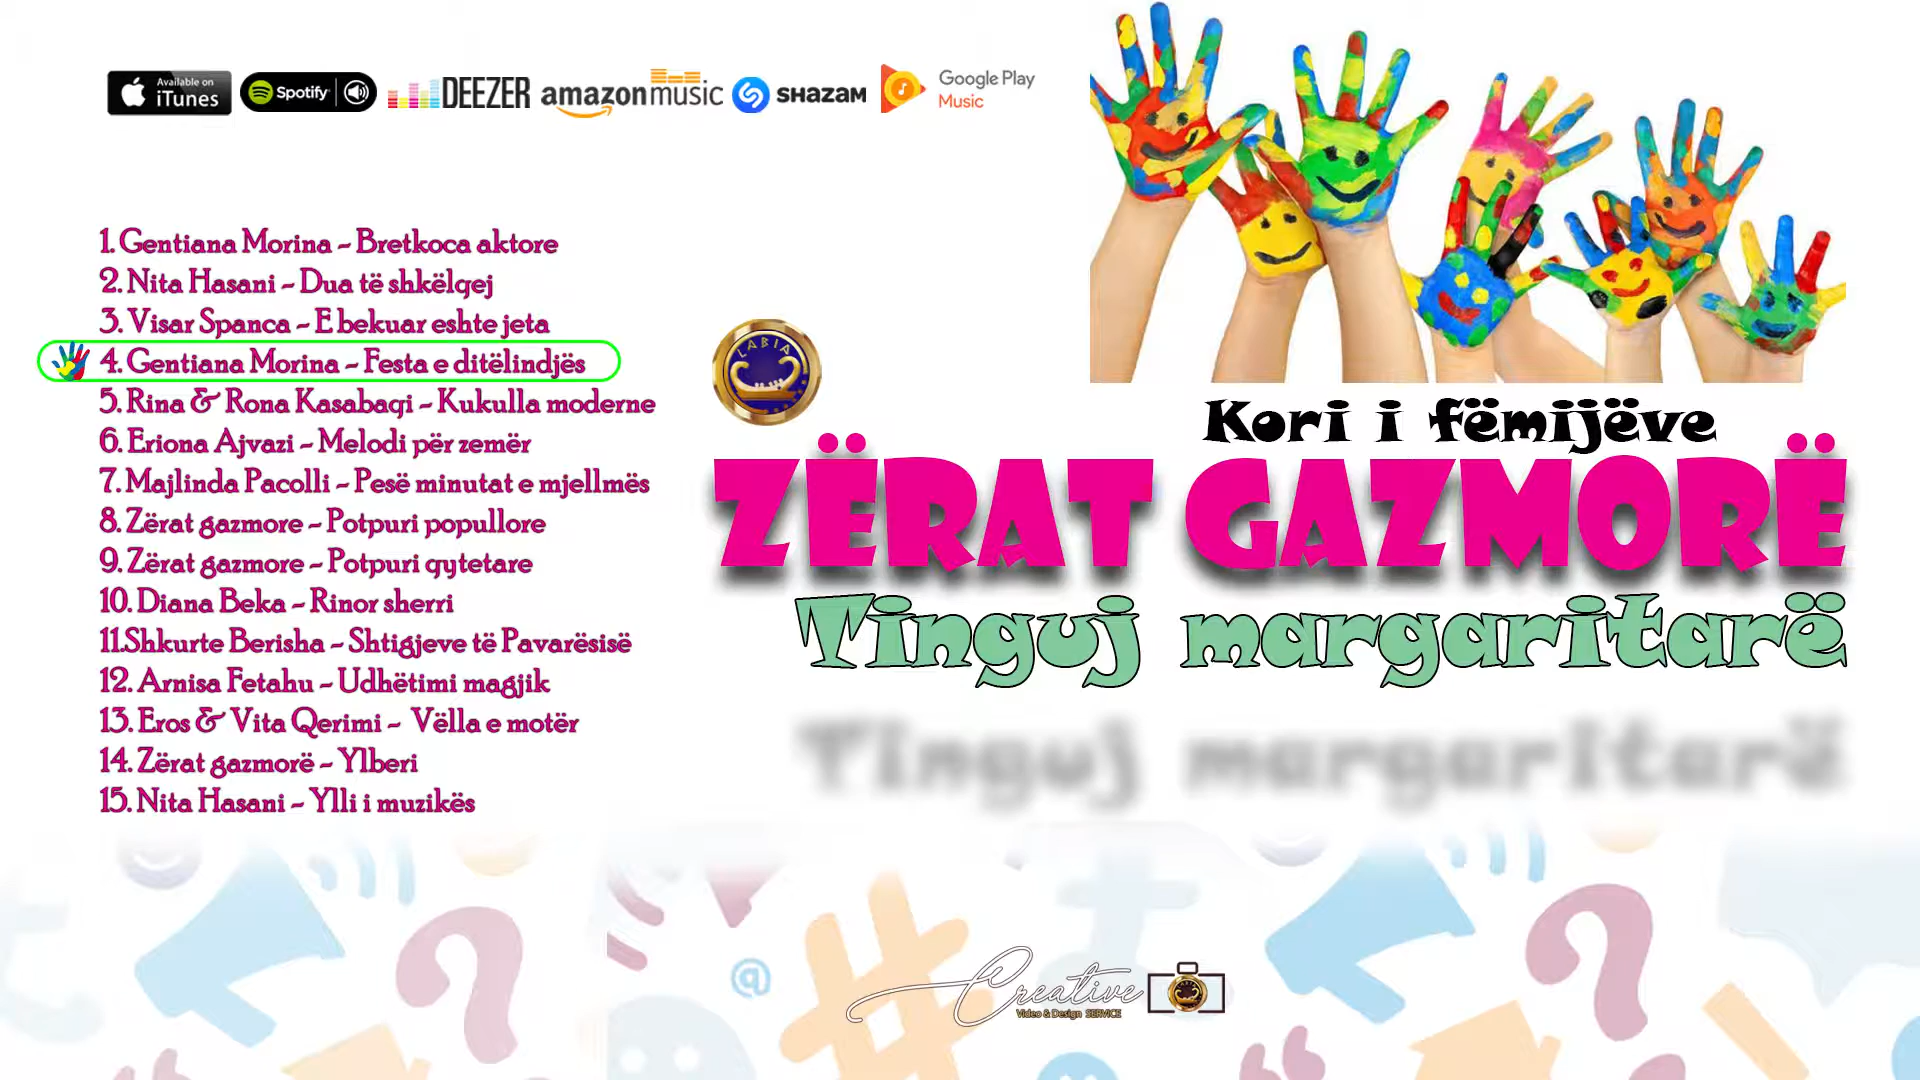 Available on
iTunes
Spotify
DEEZER
amazon music
SHAZAM
Google Play
Music
1. Gentiana Morina - Bretkoca aktore
2. Nita Hasani - Dua të shkëlqej
3. Visar Spanca - E bekuar eshte jeta
4. Gentiana Morina - Festa e ditëlindjës
5. Rina & Rona Kasabaqi - Kukulla moderne
6. Eriona Ajvazi - Melodi për zemër
7. Majlinda Pacolli - Pesë minutat e mjellmës
8. Zërat gazmore - Potpuri popullore
9. Zërat gazmore - Potpuri qytetare
10. Diana Beka - Rinor sherri
11.Shkurte Berisha - Shtigjeve të Pavarësisë
12. Arnisa Fetahu - Udhëtimi magjik
13. Eros & Vita Qerimi - Vëlla e motër
14. Zërat gazmorë - Ylberi
15. Nita Hasani - Ylli i muzikës
LABIA
Kori i fëmijëve
ZËRAT GAZMORË
Tinguj margaritarë
Tinguj margaritarë
Creative
Video & Design SERVICE